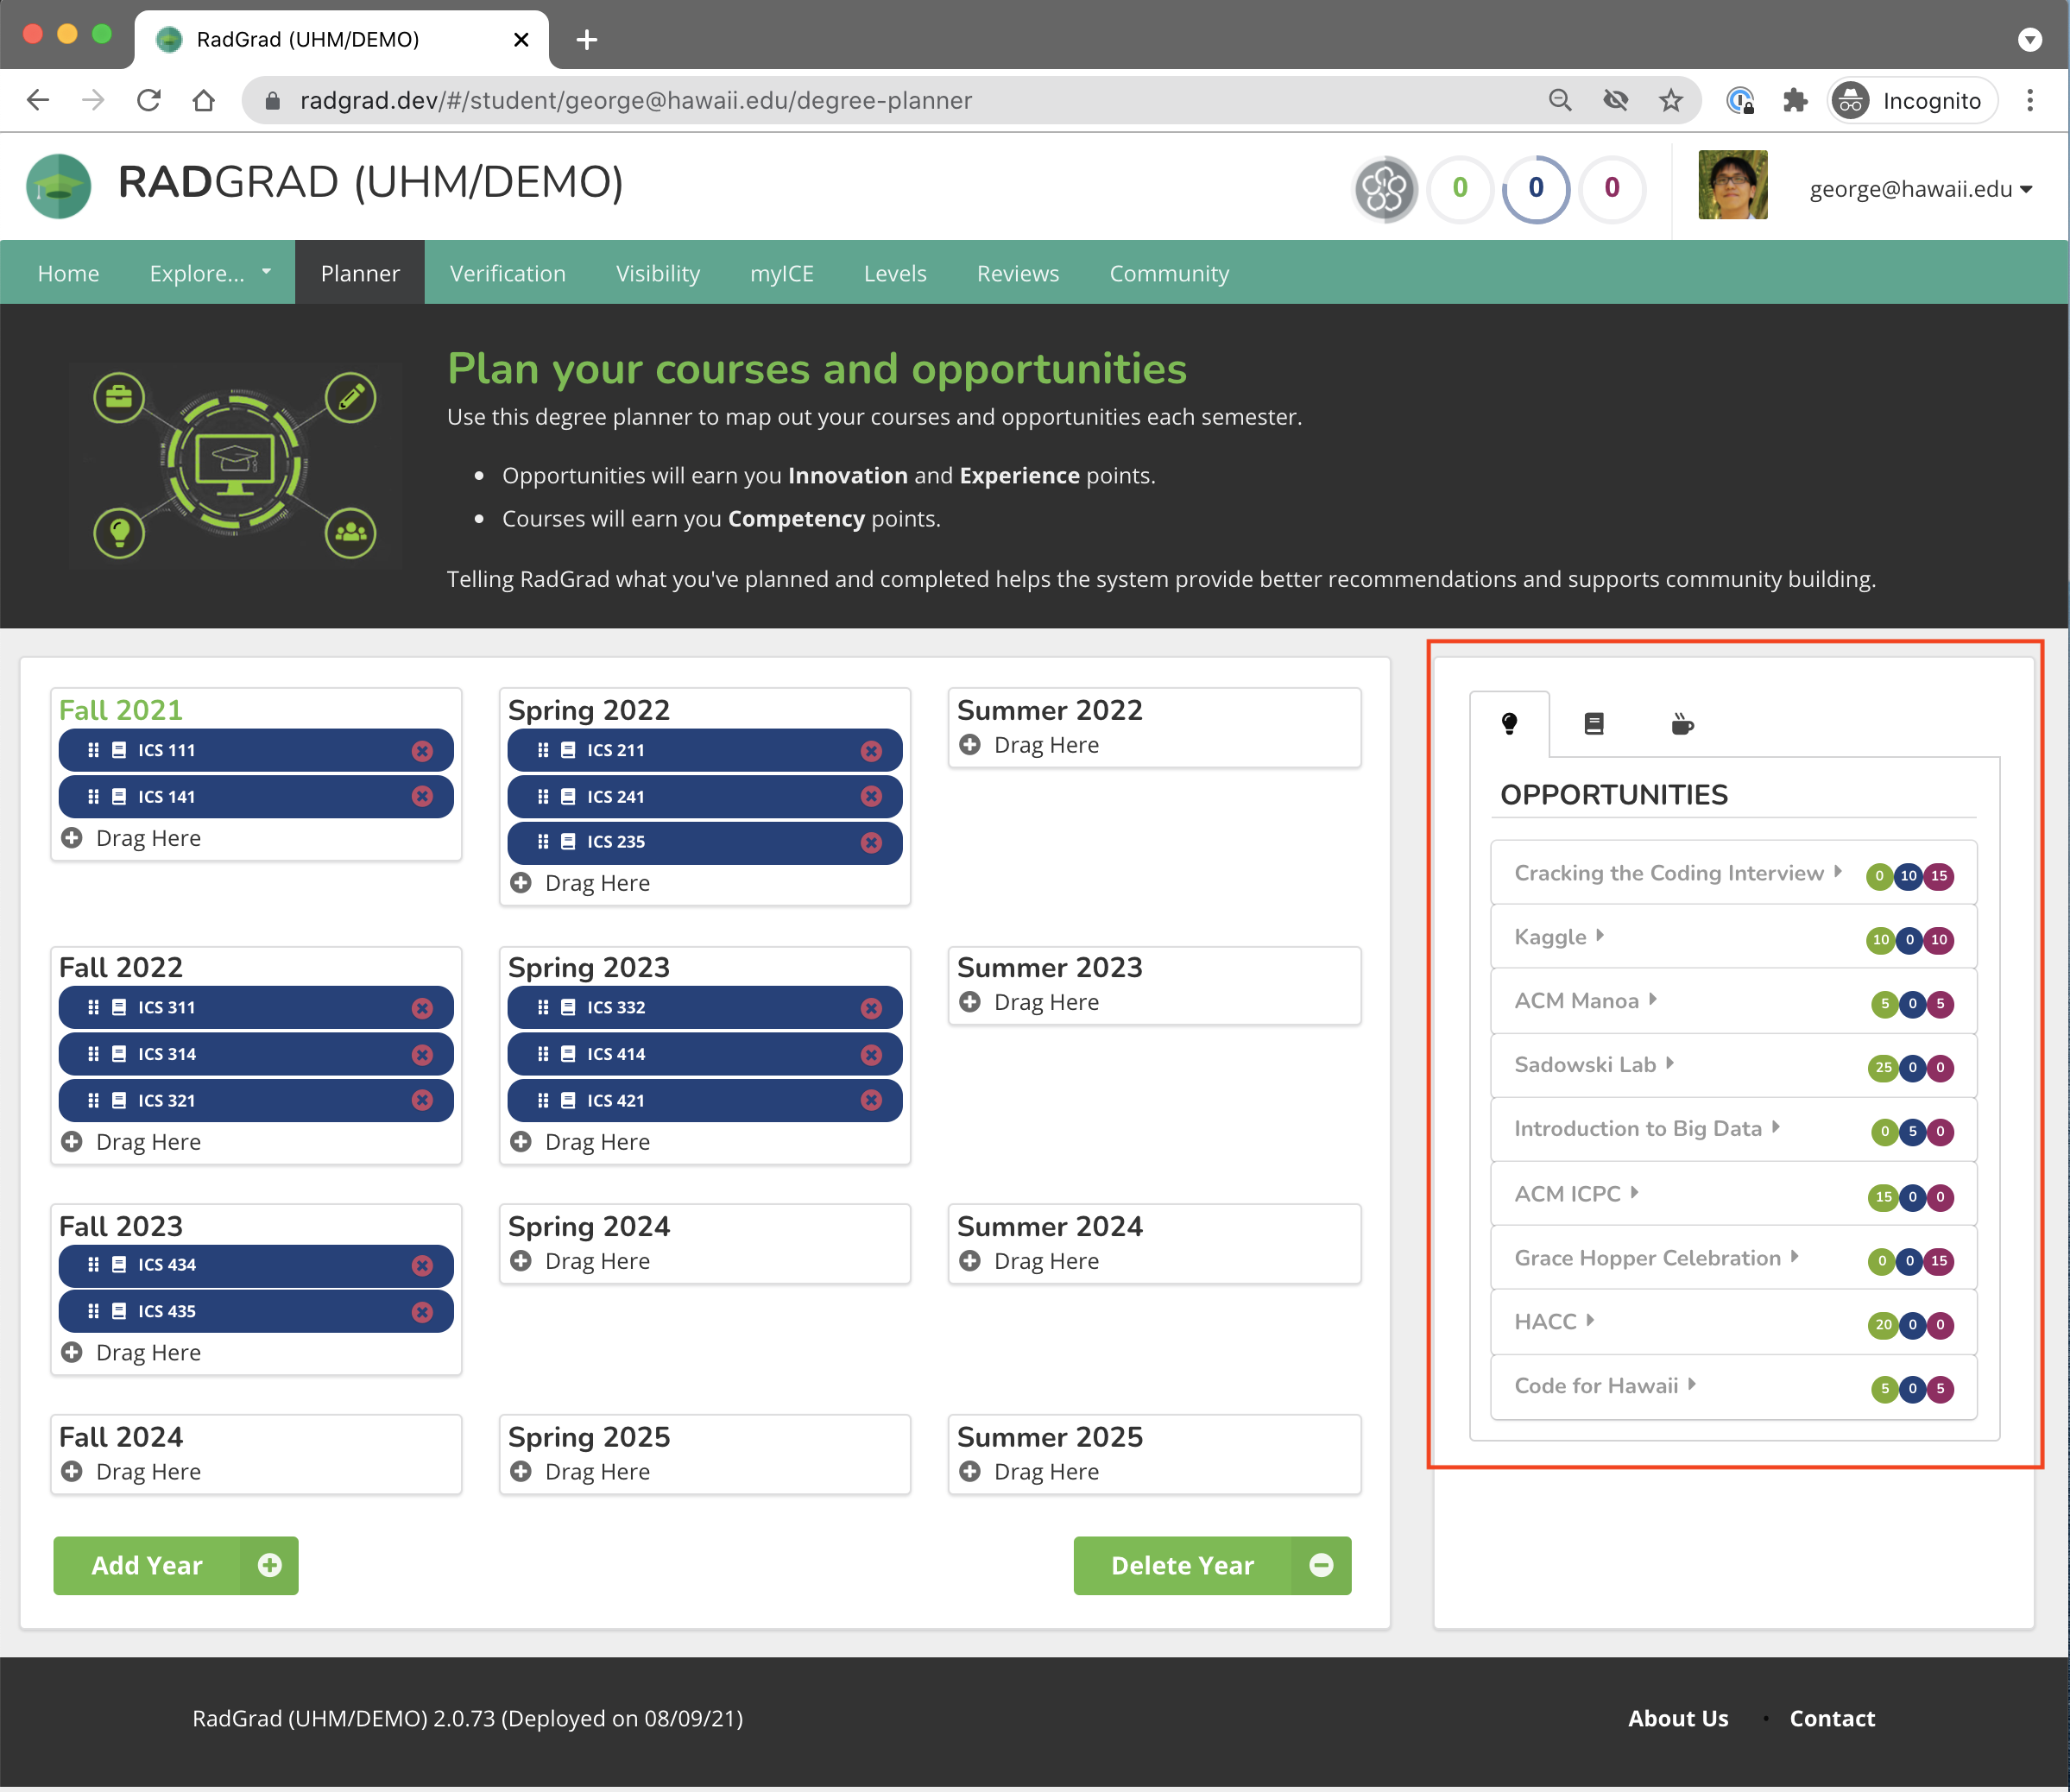 RadGrad (UHM/DEMO)
radgrad.dev/#/student/george@hawaii.edu/degree-planner
Incognito
RADGRAD (UHM/DEMO)
0 0 0
george@hawaii.edu
Home Explore... Planner Verification Visibility myICE Levels Reviews Community
Plan your courses and opportunities
Use this degree planner to map out your courses and opportunities each semester.
Opportunities will earn you Innovation and Experience points.
Courses will earn you Competency points.
Telling RadGrad what you've planned and completed helps the system provide better recommendations and supports community building.
Fall 2021
ICS 111
ICS 141
Drag Here
Spring 2022
ICS 211
ICS 241
ICS 235
Drag Here
Summer 2022
Drag Here
Fall 2022
ICS 311
ICS 314
ICS 321
Drag Here
Spring 2023
ICS 332
ICS 414
ICS 421
Drag Here
Summer 2023
Drag Here
Fall 2023
ICS 434
ICS 435
Drag Here
Spring 2024
Drag Here
Summer 2024
Drag Here
Fall 2024
Drag Here
Spring 2025
Drag Here
Summer 2025
Drag Here
Add Year
Delete Year
OPPORTUNITIES
Cracking the Coding Interview 0 10 15
Kaggle 10 0 10
ACM Manoa 5 0 5
Sadowski Lab 25 0 0
Introduction to Big Data 0 5 0
ACM ICPC 15 0 0
Grace Hopper Celebration 0 0 15
HACC 20 0 0
Code for Hawaii 5 0 5
RadGrad (UHM/DEMO) 2.0.73 (Deployed on 08/09/21)
About Us · Contact